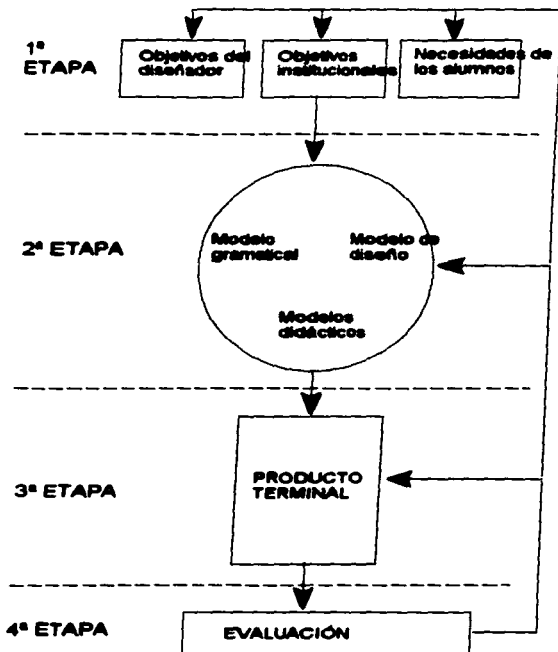 1ª
ETAPA
Objetivos del
diseñador
Objetivos
institucionales
Necesidades de
los alumnos
2ª ETAPA
Modelo
gramatical
Modelo de
diseño
Modelos
didácticos
3ª ETAPA
PRODUCTO
TERMINAL
4ª ETAPA
EVALUACIÓN